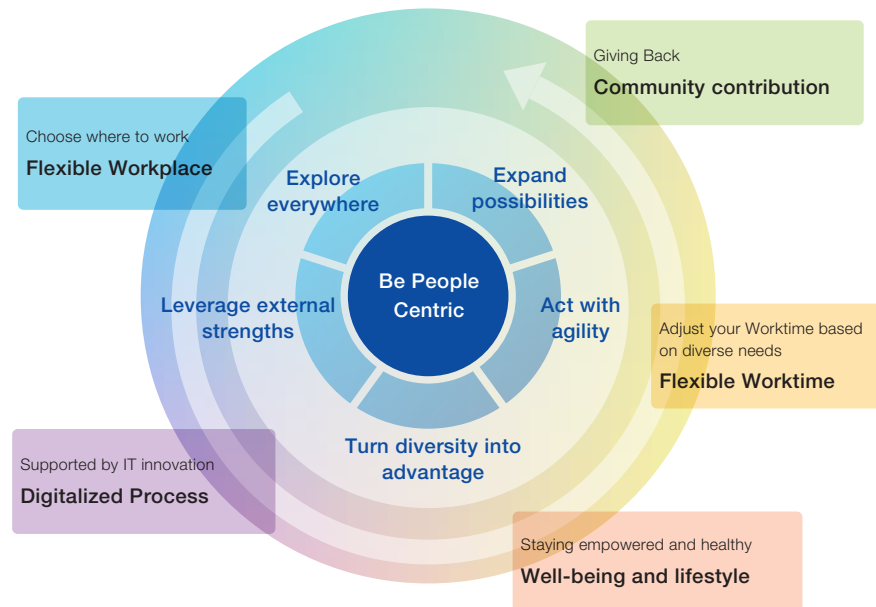 Giving Back
Community contribution
Choose where to work
Flexible Workplace
Explore
everywhere
Expand
possibilities
Be People
Centric
Leverage external
strengths
Act with
agility
Adjust your Worktime based
on diverse needs
Flexible Worktime
Turn diversity into
advantage
Supported by IT innovation
Digitalized Process
Staying empowered and healthy
Well-being and lifestyle